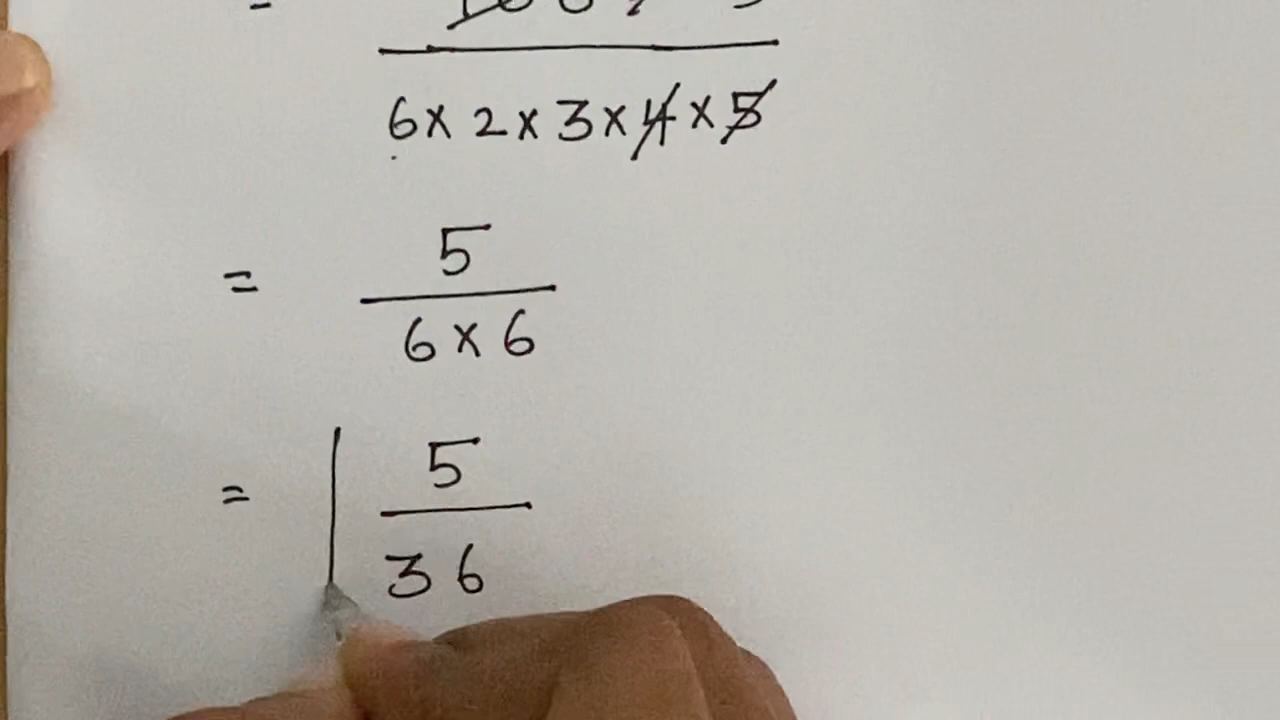 =
6 × 2 × 3 × 4 × 5
= 5
6 × 6
= 5
36